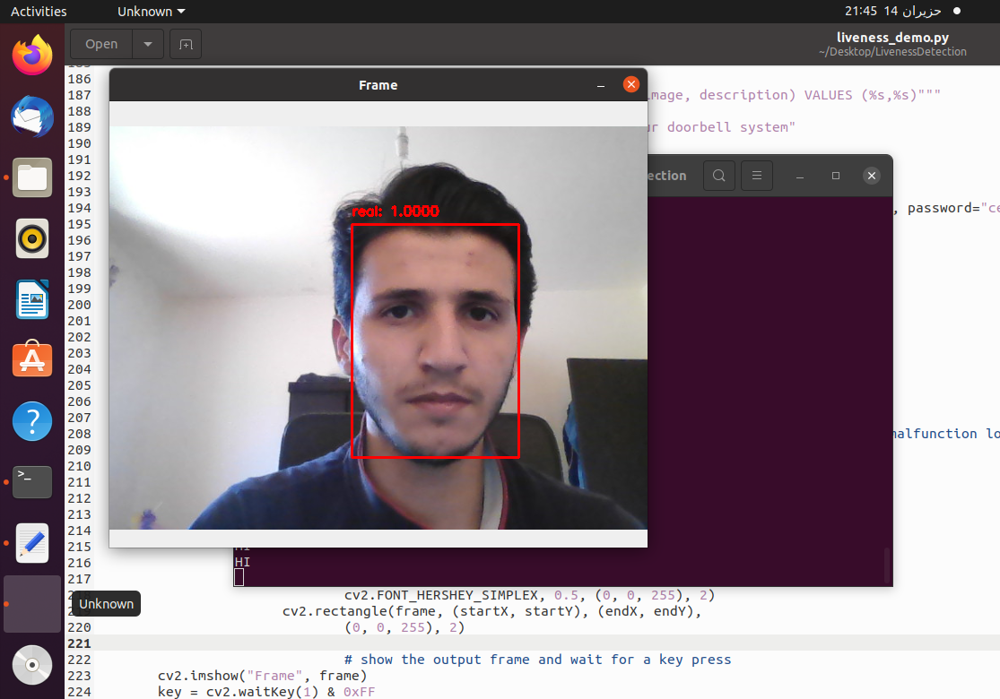 Activities
Unknown
21:45 14 حزيران
Open
liveness_demo.py
~/Desktop/LivenessDetection
186
187 mage, description) VALUES (%s,%s)"""
188
189 ur doorbell system"
190
191
192
193
194 , password="ce
195
196
197
198
199
200
201
202
203
204
205
206
207
208 malfunction lo
209
210
211
212
213
214
215
216
217
cv2.FONT_HERSHEY_SIMPLEX, 0.5, (0, 0, 255), 2)
cv2.rectangle(frame, (startX, startY), (endX, endY),
220 (0, 0, 255), 2)
221
222 # show the output frame and wait for a key press
223 cv2.imshow("Frame", frame)
224 key = cv2.waitKey(1) & 0xFF
Frame
real: 1.0000
ection
HI
HI
Unknown